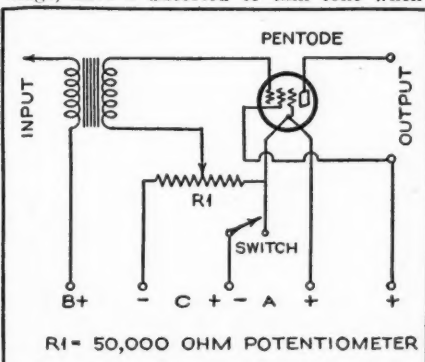 PENTODE
INPUT
OUTPUT
R1
SWITCH
B+ - C + - A + +
R1= 50,000 OHM POTENTIOMETER